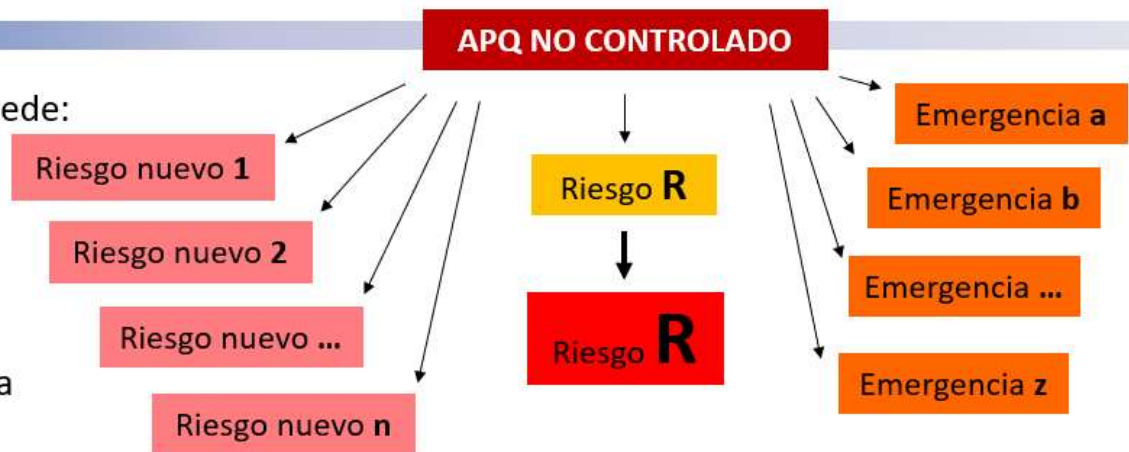 APQ NO CONTROLADO
ede:
Riesgo nuevo 1
Riesgo nuevo 2
Riesgo nuevo ...
a
Riesgo nuevo n
Riesgo R
Riesgo R
Emergencia a
Emergencia b
Emergencia ...
Emergencia z